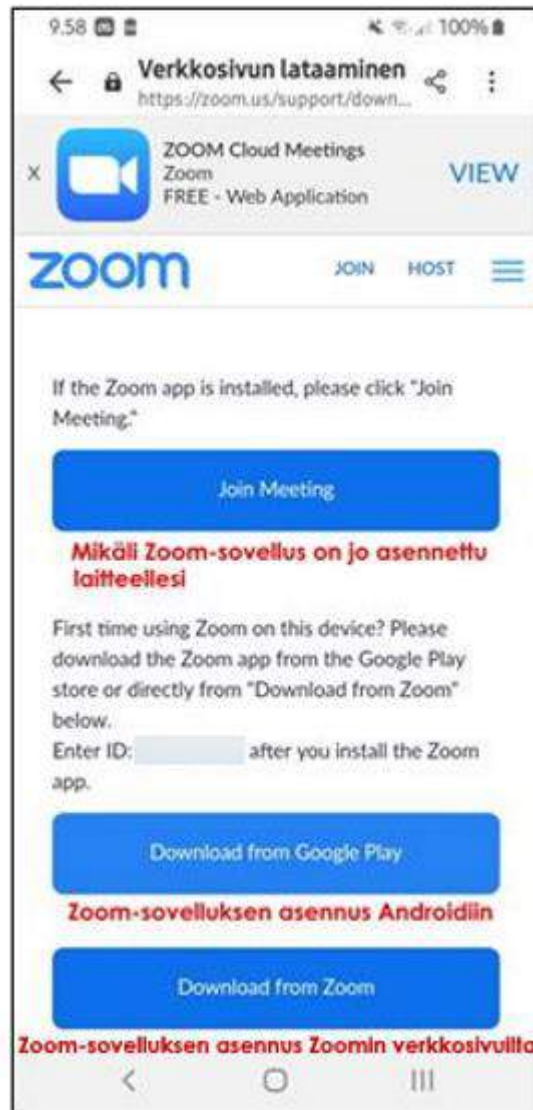 9.58 100%
Verkkosivun lataaminen
https://zoom.us/support/down...
ZOOM Cloud Meetings
x Zoom VIEW
FREE - Web Application
zoom JOIN HOST
If the Zoom app is installed, please click "Join
Meeting."
Join Meeting
Mikäli Zoom-sovellus on jo asennettu
laitteellesi
First time using Zoom on this device? Please
download the Zoom app from the Google Play
store or directly from "Download from Zoom"
below.
Enter ID: after you install the Zoom
app.
Download from Google Play
Zoom-sovelluksen asennus Androidiin
Download from Zoom
Zoom-sovelluksen asennus Zoomin verkkosivuilta